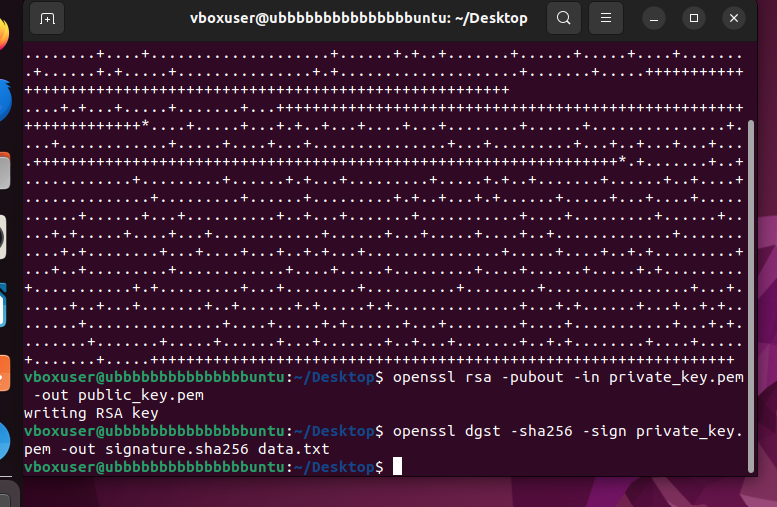 vboxuser@ubbbbbbbbbbbbbbbuntu: ~/Desktop
vboxuser@ubbbbbbbbbbbbbbbuntu:~/Desktop$ openssl rsa -pubout -in private_key.pem
-out public_key.pem
writing RSA key
vboxuser@ubbbbbbbbbbbbbbbuntu:~/Desktop$ openssl dgst -sha256 -sign private_key.
pem -out signature.sha256 data.txt
vboxuser@ubbbbbbbbbbbbbbbuntu:~/Desktop$